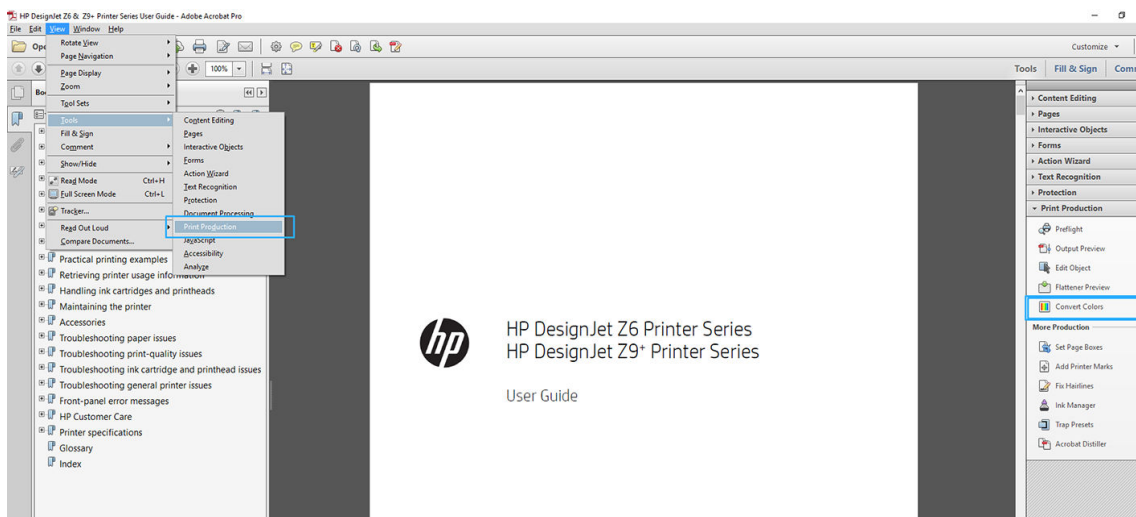 HP DesignJet Z6 & Z9+ Printer Series User Guide - Adobe Acrobat Pro
File Edit View Window Help
Ope
100%
Customize
Tools Fill & Sign Comm
Rotate View
Page Navigation
Page Display
Zoom
Tool Sets
Tools
Fill & Sign
Comment
Show/Hide
Read Mode Ctrl+H
Full Screen Mode Ctrl+L
Tracker...
Read Out Loud
Compare Documents...
Content Editing
Pages
Interactive Objects
Forms
Action Wizard
Text Recognition
Protection
Document Processing
Print Production
JavaScript
Accessibility
Analyze
Bo
Practical printing examples
Retrieving printer usage information
Handling ink cartridges and printheads
Maintaining the printer
Accessories
Troubleshooting paper issues
Troubleshooting print-quality issues
Troubleshooting ink cartridge and printhead issues
Troubleshooting general printer issues
Front-panel error messages
HP Customer Care
Printer specifications
Glossary
Index
hp
HP DesignJet Z6 Printer Series
HP DesignJet Z9+ Printer Series
User Guide
Content Editing
Pages
Interactive Objects
Forms
Action Wizard
Text Recognition
Protection
Print Production
Preflight
Output Preview
Edit Object
Flattener Preview
Convert Colors
More Production
Set Page Boxes
Add Printer Marks
Fix Hairlines
Ink Manager
Trap Presets
Acrobat Distiller